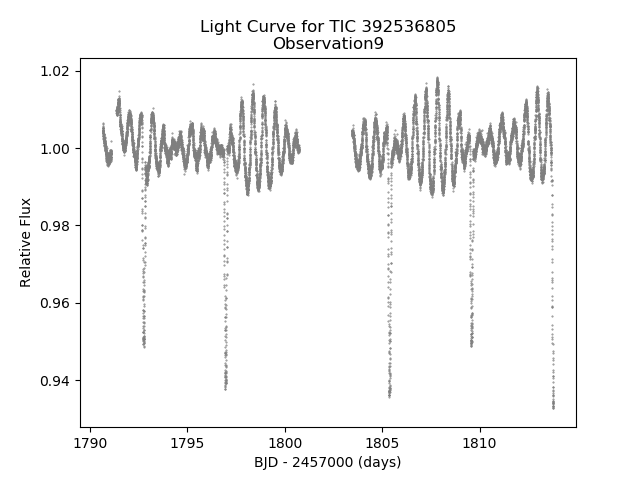 Light Curve for TIC 392536805
Observation9
1.02
1.00
0.98
0.96
0.94
Relative Flux
1790
1795
1800
1805
1810
BJD - 2457000 (days)